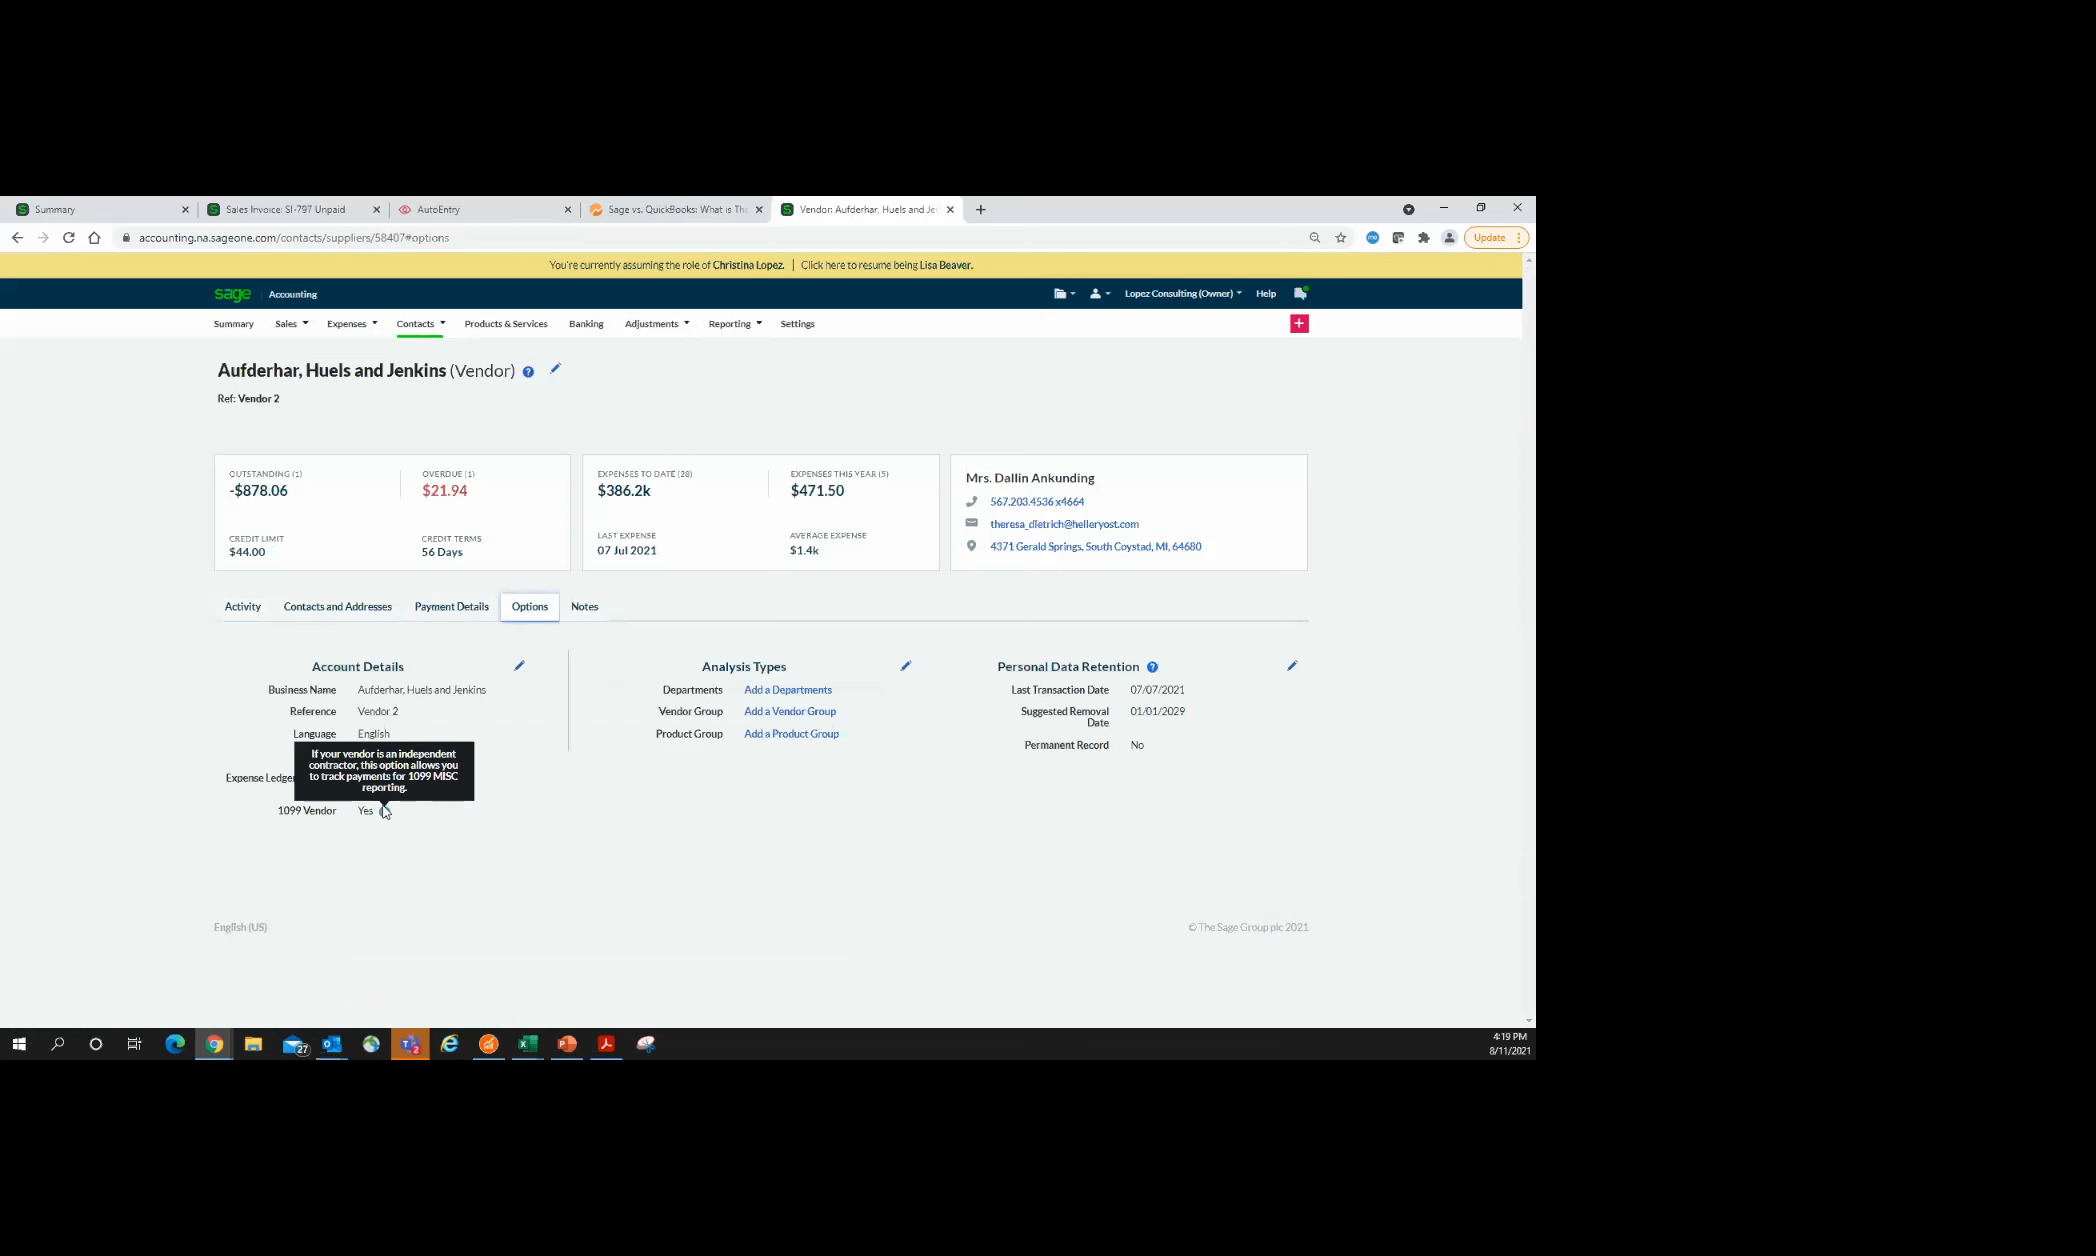 Summary
Sales Invoice: SI-797 Unpaid
AutoEntry
Sage vs. QuickBooks: What is Th
Vendor: Aufderhar, Huels and Je
accounting.na.sageone.com/contacts/suppliers/58407#options
Update
You're currently assuming the role of Christina Lopez. | Click here to resume being Lisa Beaver.
sage Accounting
Lopez Consulting (Owner)
Help
Summary
Sales
Expenses
Contacts
Products & Services
Banking
Adjustments
Reporting
Settings
Aufderhar, Huels and Jenkins (Vendor)
Ref: Vendor 2
OUTSTANDING (1)
-$878.06
OVERDUE (1)
$21.94
CREDIT LIMIT
$44.00
CREDIT TERMS
56 Days
EXPENSES TO DATE (28)
$386.2k
EXPENSES THIS YEAR (5)
$471.50
LAST EXPENSE
07 Jul 2021
AVERAGE EXPENSE
$1.4k
Mrs. Dallin Ankunding
567.203.4536 x4664
theresa_dietrich@helleryost.com
4371 Gerald Springs, South Coystad, MI, 64680
Activity
Contacts and Addresses
Payment Details
Options
Notes
Account Details
Business Name Aufderhar, Huels and Jenkins
Reference Vendor 2
Language English
If your vendor is an independent
contractor, this option allows you
to track payments for 1099 MISC
reporting.
Expense Ledge
1099 Vendor Yes
Analysis Types
Departments Add a Departments
Vendor Group Add a Vendor Group
Product Group Add a Product Group
Personal Data Retention
Last Transaction Date 07/07/2021
Suggested Removal
Date
01/01/2029
Permanent Record No
English (US)
© The Sage Group plc 2021
27
2
4:19 PM
8/11/2021